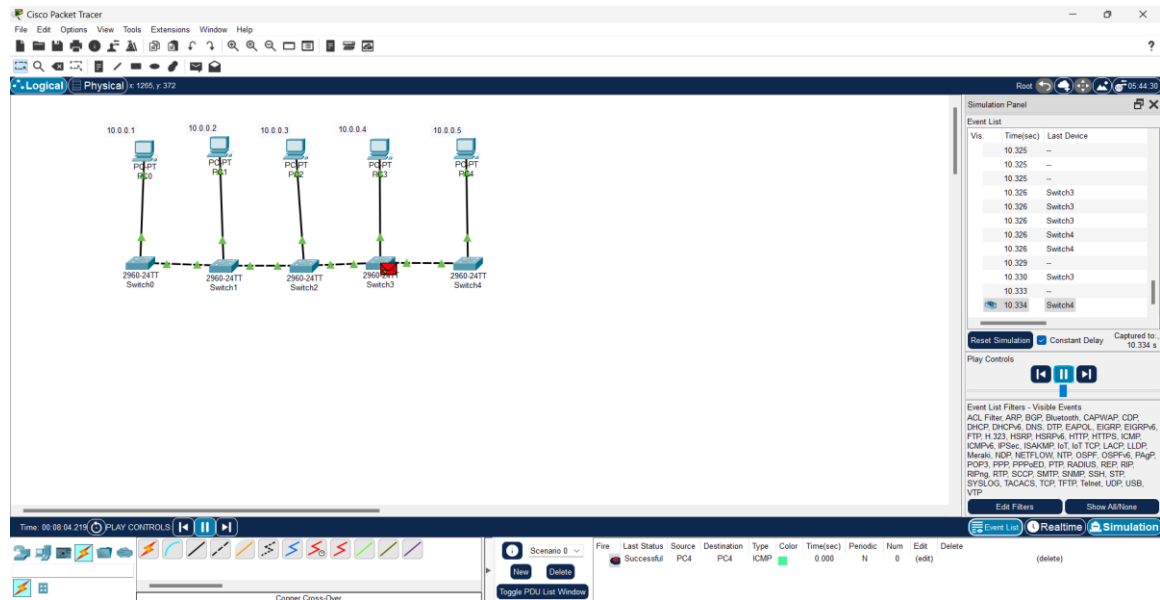 Cisco Packet Tracer
File Edit Options View Tools Extensions Window Help
?
Logical Physical x: 1265, y: 372 Root 05:44:30
Simulation Panel
Event List
Vis. Time(sec) Last Device
10.325 --
10.325 --
10.325 --
10.326 Switch3
10.326 Switch3
10.326 Switch3
10.326 Switch4
10.326 Switch4
10.329 --
10.330 Switch3
10.333 --
10.334 Switch4
Reset Simulation Constant Delay Captured to:
10.334 s
Play Controls
Event List Filters - Visible Events
ACL Filter, ARP, BGP, Bluetooth, CAPWAP, CDP,
DHCP, DHCPv6, DNS, DTP, EAPOL, EIGRP, EIGRPv6,
FTP, H.323, HSRP, HSRPv6, HTTP, HTTPS, ICMP,
ICMPv6, IPSec, ISAKMP, IoT, IoT TCP, LACP, LLDP,
Meraki, NDP, NETFLOW, NTP, OSPF, OSPFv6, PAgP,
POP3, PPP, PPPoED, PTP, RADIUS, REP, RIP,
RIPng, RTP, SCCP, SMTP, SNMP, SSH, STP,
SYSLOG, TACACS, TCP, TFTP, Telnet, UDP, USB,
VTP
Edit Filters Show All/None
10.0.0.1 10.0.0.2 10.0.0.3 10.0.0.4 10.0.0.5
PC-PT PC-PT PC-PT PC-PT PC-PT
PC0 PC1 PC2 PC3 PC4
2960-24TT 2960-24TT 2960-24TT 2960-24TT 2960-24TT
Switch0 Switch1 Switch2 Switch3 Switch4
Time: 00:08:04.219 PLAY CONTROLS Event List Realtime Simulation
Scenario 0
New Delete
Toggle PDU List Window
Fire Last Status Source Destination Type Color Time(sec) Periodic Num Edit Delete
Successful PC4 PC4 ICMP 0.000 N 0 (edit) (delete)
Copper Cross-Over